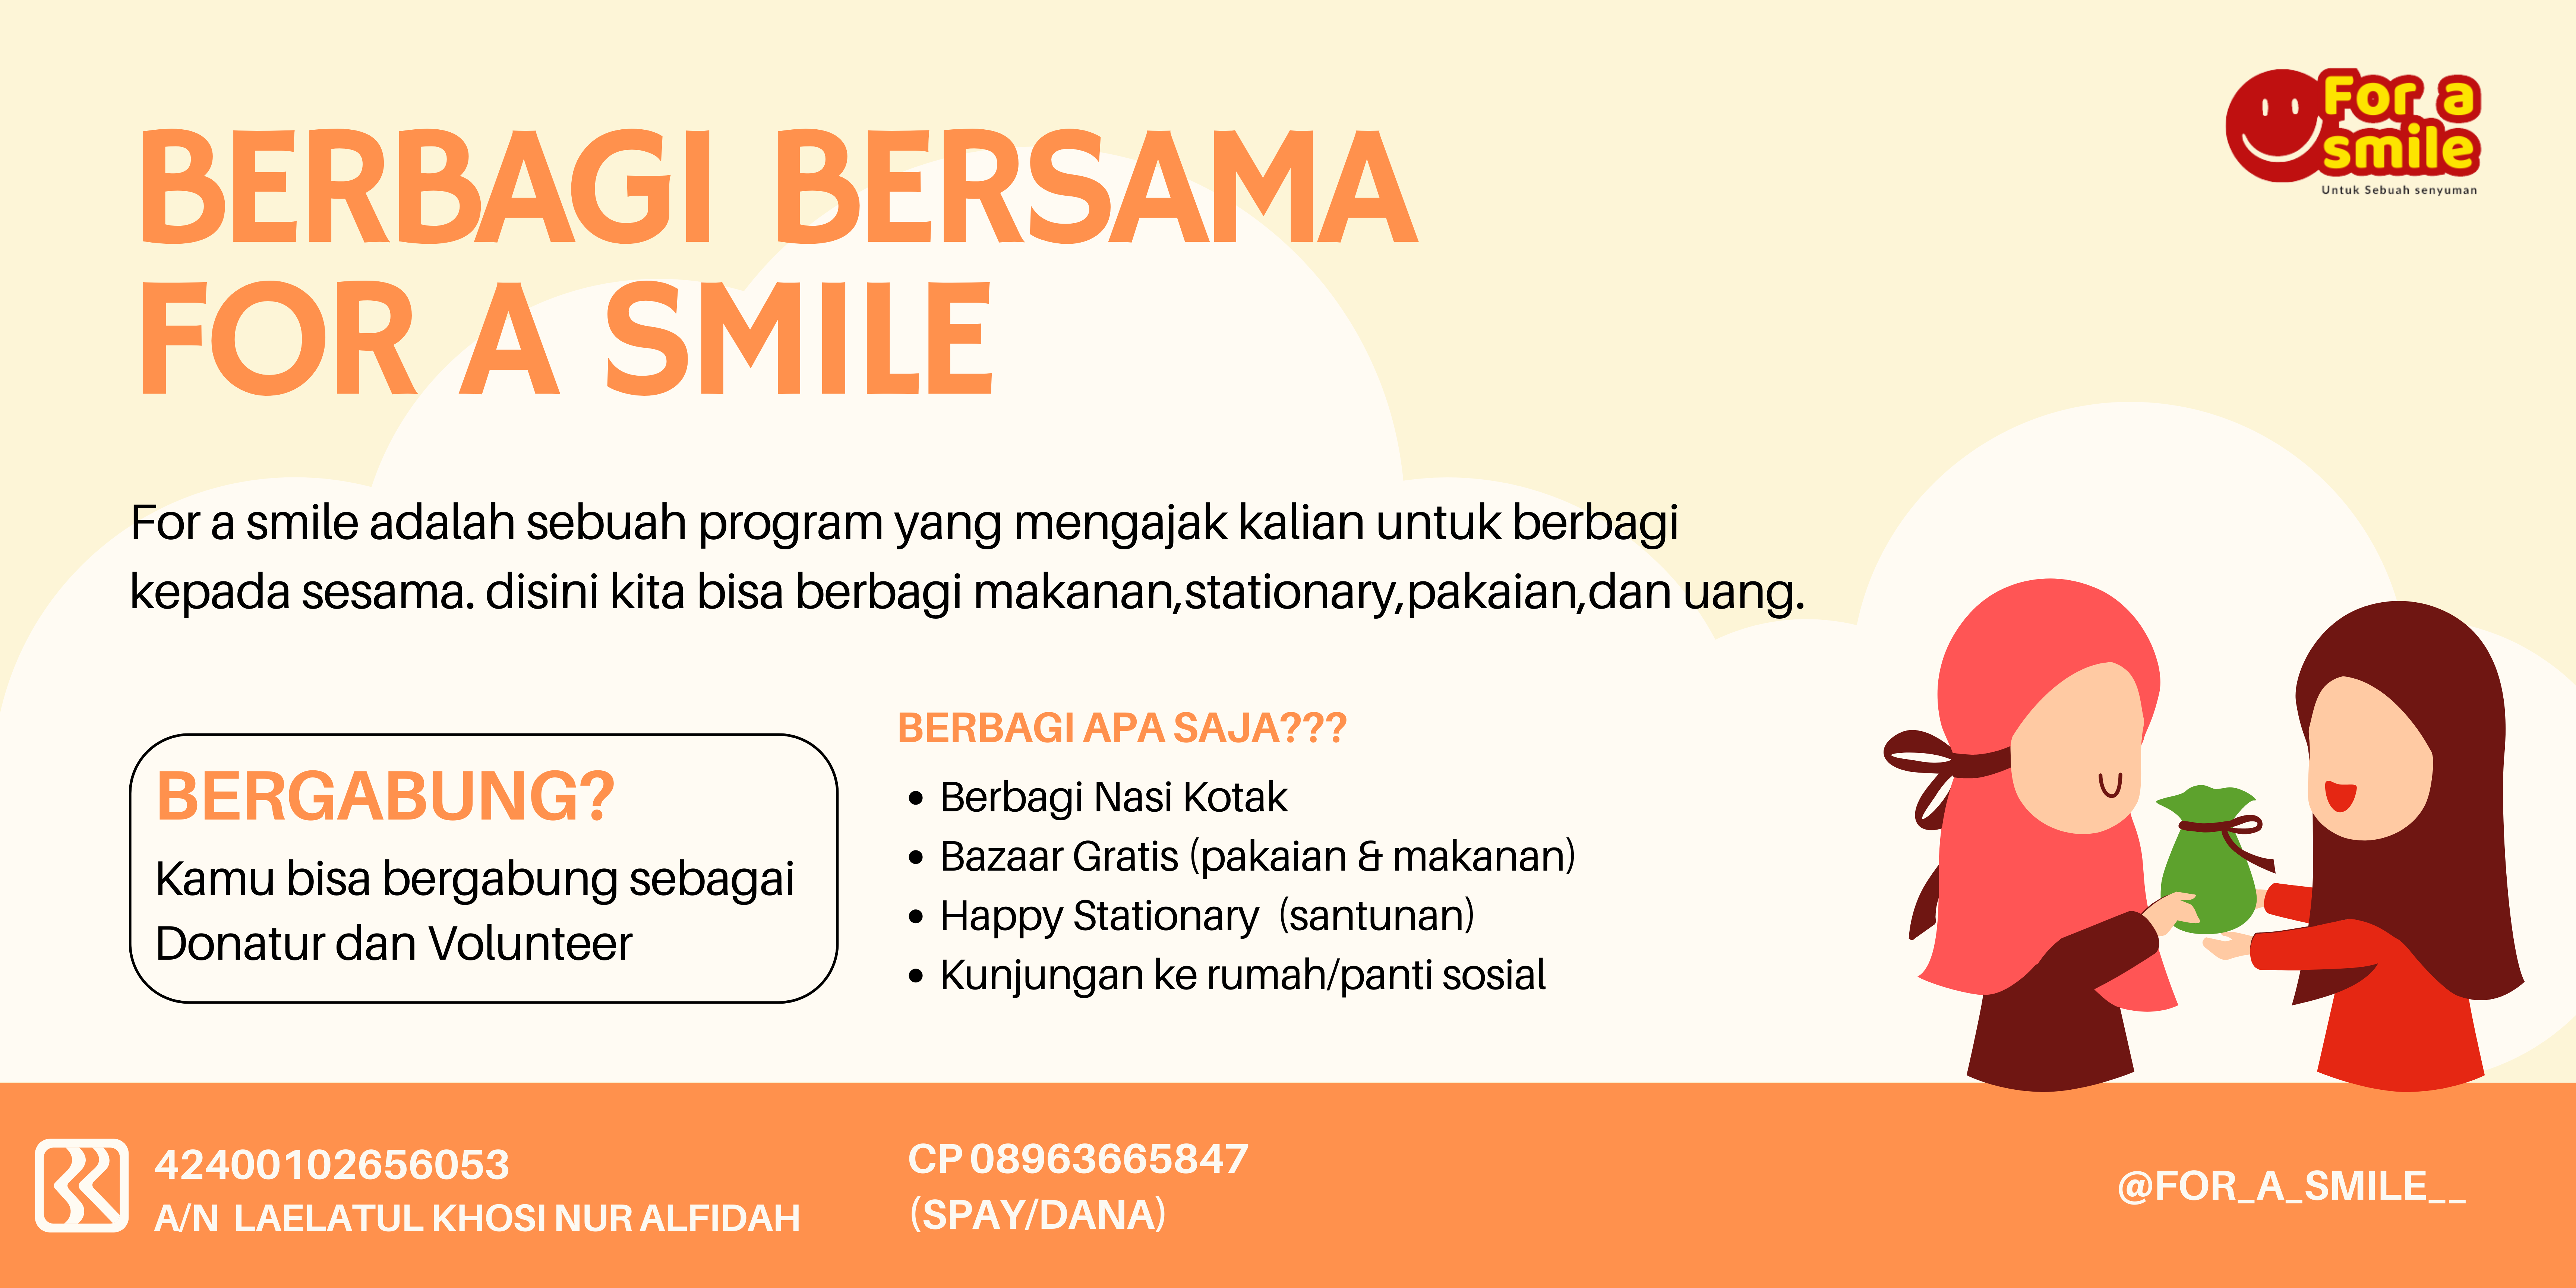 For a
smile
Untuk Sebuah senyuman
BERBAGI BERSAMA
FOR A SMILE
For a smile adalah sebuah program yang mengajak kalian untuk berbagi
kepada sesama. disini kita bisa berbagi makanan,stationary,pakaian,dan uang.
BERGABUNG?
Kamu bisa bergabung sebagai
Donatur dan Volunteer
BERBAGI APA SAJA???
• Berbagi Nasi Kotak
• Bazaar Gratis (pakaian & makanan)
• Happy Stationary (santunan)
• Kunjungan ke rumah/panti sosial
42400102656053
A/N LAELATUL KHOSI NUR ALFIDAH
CP 08963665847
(SPAY/DANA)
@FOR_A_SMILE__